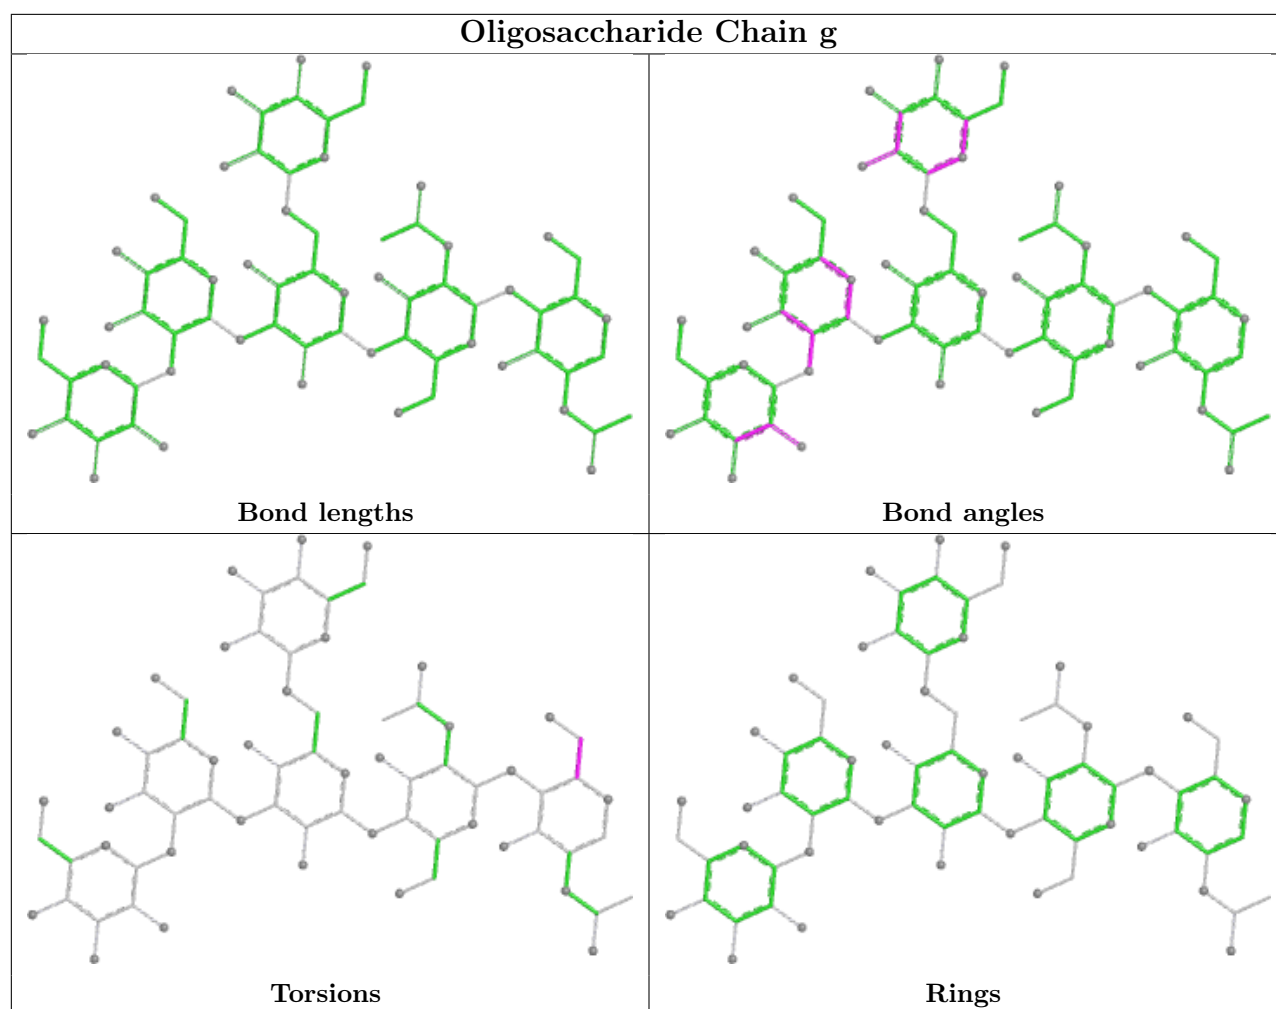 Oligosaccharide Chain g
Bond lengths
Bond angles
Torsions
Rings